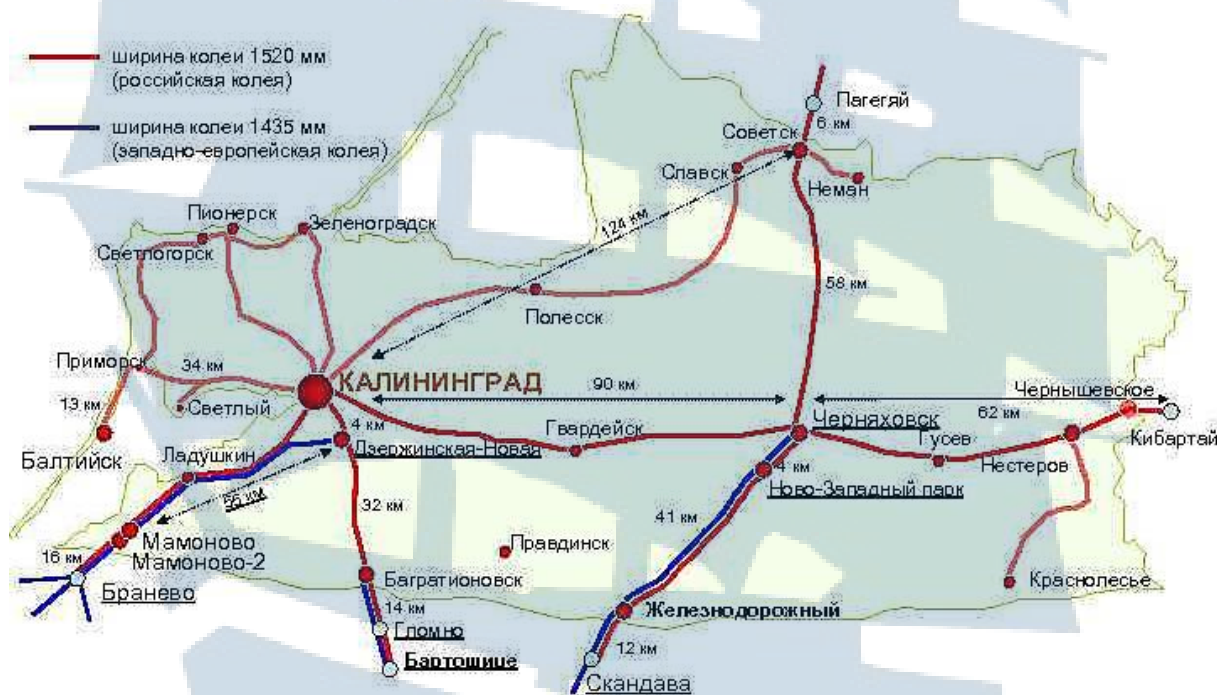 ширина колеи 1520 мм
(российская колея)
ширина колеи 1435 мм
(западно-европейская колея)
Пагегяй
6 км
Советск
Славск
Неман
Пионерск
Зеленоградск
Светлогорск
124 км
58 км
Полесск
Приморск
34 км
КАЛИНИНГРАД
90 км
Чернышевское
13 км
Светлый
62 км
4 км
Гвардейск
Черняховск
Кибартай
Балтийск
Ладушкин
Дзержинская-Новая
Гусев
Нестеров
4 км
Ново-Западный парк
55 км
32 км
41 км
Мамоново
Мамоново-2
Правдинск
16 км
Бранево
Багратионовск
Краснолесье
14 км
Железнодорожный
Гломно
12 км
Бартошице
Скандава